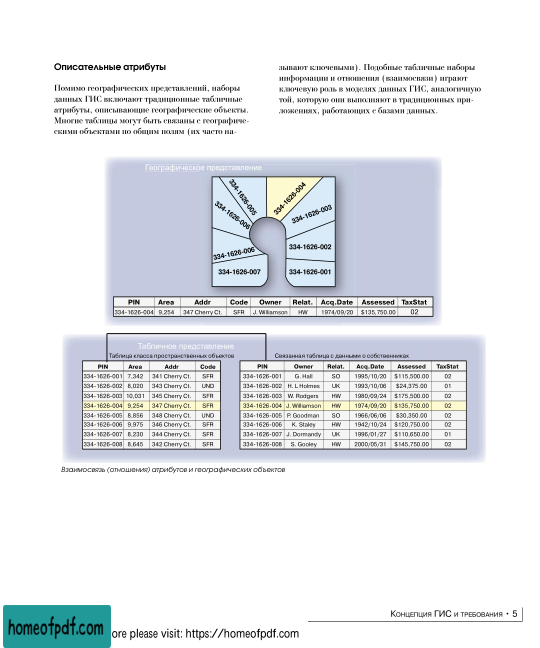 Описательные атрибуты
Помимо географических представлений, наборы
данных ГИС включают традиционные табличные
атрибуты, описывающие географические объекты.
Многие таблицы могут быть связаны с географиче-
скими объектами по общим полям (их часто на-
зывают ключевыми). Подобные табличные наборы
информации и отношения (взаимосвязи) играют
ключевую роль в моделях данных ГИС, аналогичную
той, которую они выполняют в традиционных при-
ложениях, работающих с базами данных.
Географическое представление
334-1626-005
334-1626-004
334-1626-006
334-1626-003
334-1626-006
334-1626-002
334-1626-007
334-1626-001
PIN Area Addr Code Owner Relat. Acq.Date Assessed TaxStat
334-1626-004 9,254 347 Cherry Ct. SFR J. Williamson HW 1974/09/20 $135,750.00 02
Табличное представление
Таблица класса пространственных объектов
PIN Area Addr Code
334-1626-001 7,342 341 Cherry Ct. SFR
334-1626-002 8,020 343 Cherry Ct. UND
334-1626-003 10,031 345 Cherry Ct. SFR
334-1626-004 9,254 347 Cherry Ct. SFR
334-1626-005 8,856 348 Cherry Ct. UND
334-1626-006 9,975 346 Cherry Ct. SFR
334-1626-007 8,230 344 Cherry Ct. SFR
334-1626-008 8,645 342 Cherry Ct. SFR
Связанная таблица с данными о собственниках
PIN Owner Relat. Acq.Date Assessed TaxStat
334-1626-001 G. Hall SO 1995/10/20 $115,500.00 02
334-1626-002 H. L Holmes UK 1993/10/06 $24,375.00 01
334-1626-003 W. Rodgers HW 1980/09/24 $175,500.00 02
334-1626-004 J. Williamson HW 1974/09/20 $135,750.00 02
334-1626-005 P. Goodman SO 1966/06/06 $30,350.00 02
334-1626-006 K. Staley HW 1942/10/24 $120,750.00 02
334-1626-007 J. Dormandy UK 1996/01/27 $110,650.00 01
334-1626-008 S. Gooley HW 2000/05/31 $145,750.00 02
Взаимосвязь (отношения) атрибутов и географических объектов
Концепция ГИС и требования • 5
homeofpdf.com ore please visit: https://homeofpdf.com